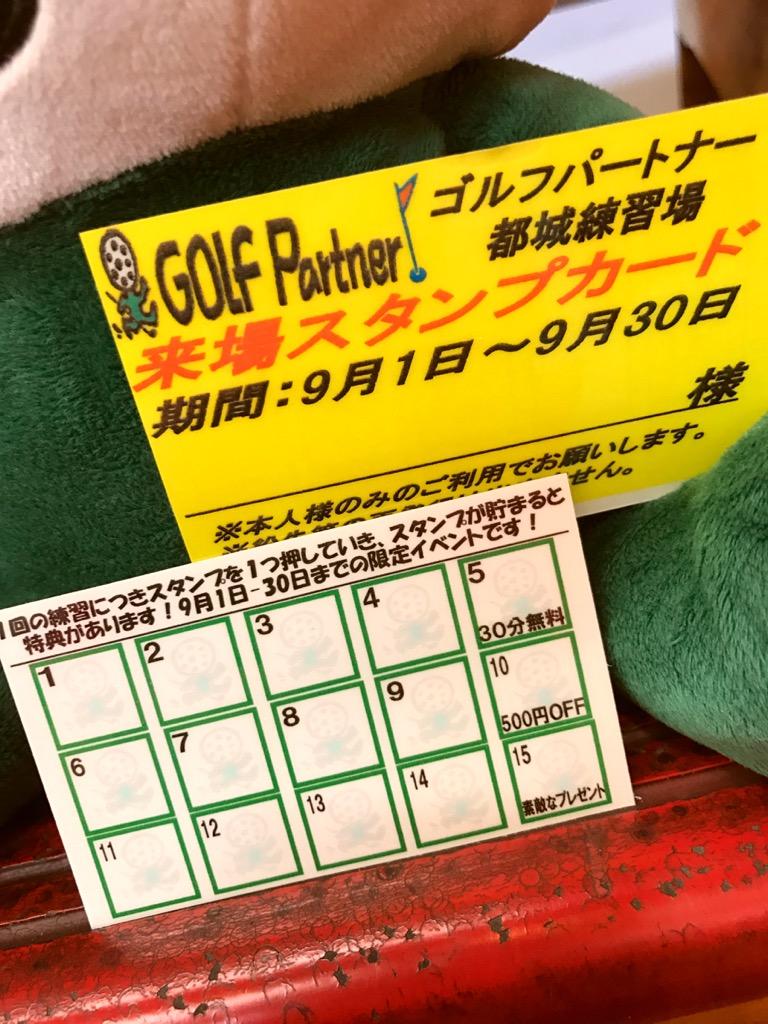 GOLF Partner
ゴルフパートナー
都城練習場
来場スタンプカード
期間：9月1日～9月30日
様
※本人様のみのご利用でお願いします。
せん。
1回の練習につきスタンプを1つ押していき、スタンプが貯まると
特典があります！9月1日-30日までの限定イベントです！
1 2 3 4 5
30分無料
6 7 8 9 10
500円OFF
11 12 13 14 15
素敵なプレゼント